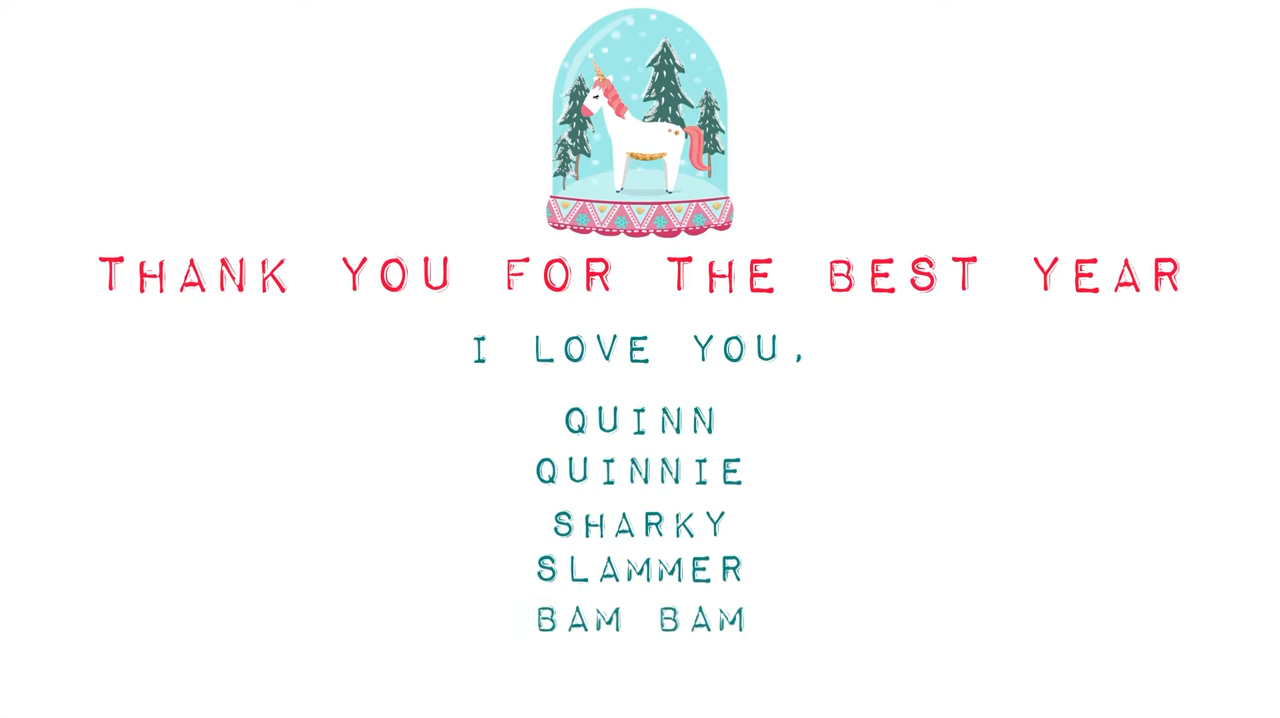 THANK YOU FOR THE BEST YEAR
I LOVE YOU,
QUINN
QUINNIE
SHARKY
SLAMMER
BAM BAM